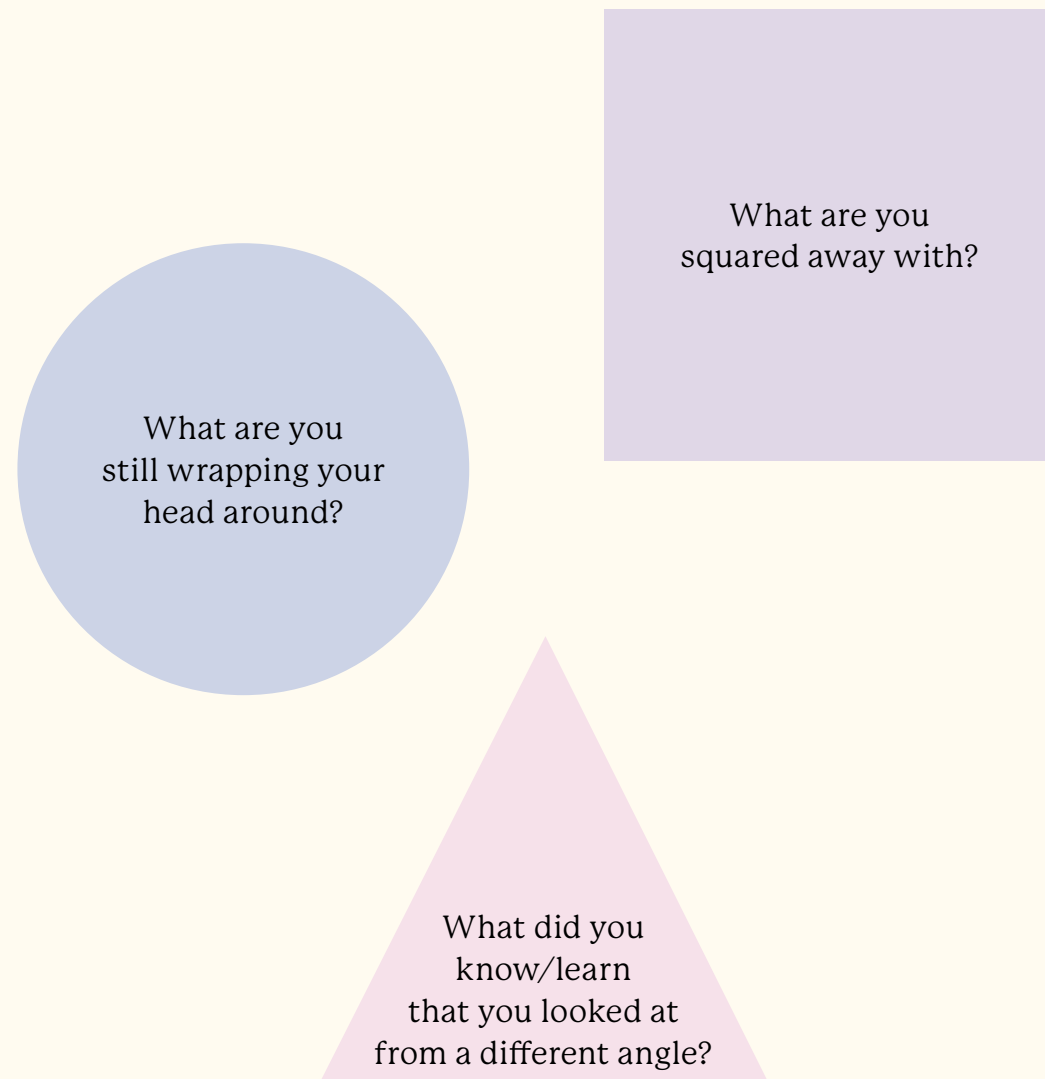 What are you
squared away with?
What are you
still wrapping your
head around?
What did you
know/learn
that you looked at
from a different angle?